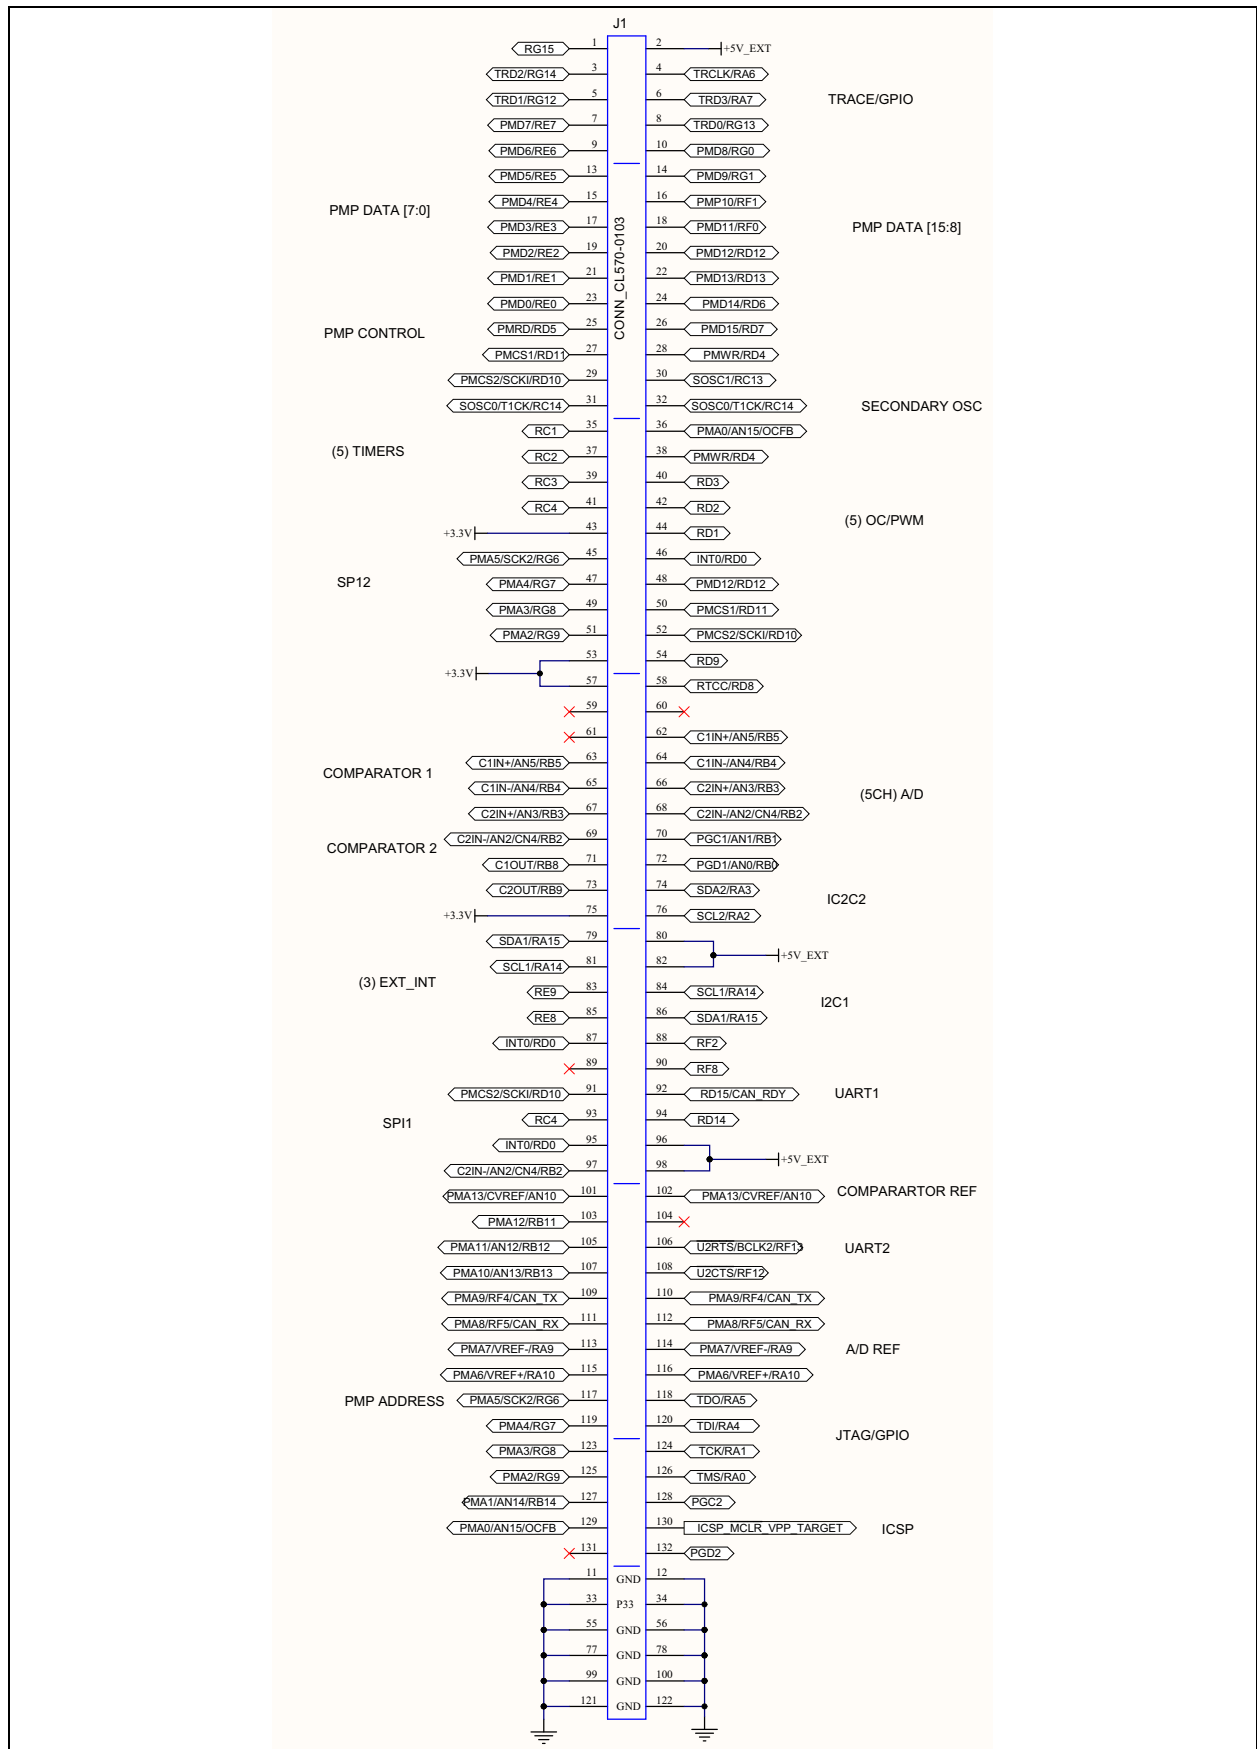 J1
RG15 1 2 +5V_EXT
TRD2/RG14 3 4 TRCLK/RA6
TRD1/RG12 5 6 TRD3/RA7 TRACE/GPIO
PMD7/RE7 7 8 TRD0/RG13
PMD6/RE6 9 10 PMD8/RG0
PMD5/RE5 13 14 PMD9/RG1
PMD4/RE4 15 16 PMP10/RF1
PMP DATA [7:0]
PMD3/RE3 17 18 PMD11/RF0 PMP DATA [15:8]
PMD2/RE2 19 20 PMD12/RD12
CONN_CL570-0103
PMD1/RE1 21 22 PMD13/RD13
PMD0/RE0 23 24 PMD14/RD6
PMP CONTROL PMRD/RD5 25 26 PMD15/RD7
PMCS1/RD11 27 28 PMWR/RD4
PMCS2/SCKI/RD10 29 30 SOSC1/RC13
SOSC0/T1CK/RC14 31 32 SOSC0/T1CK/RC14 SECONDARY OSC
RC1 35 36 PMA0/AN15/OCFB
(5) TIMERS RC2 37 38 PMWR/RD4
RC3 39 40 RD3
RC4 41 42 RD2
(5) OC/PWM
+3.3V 43 44 RD1
PMA5/SCK2/RG6 45 46 INT0/RD0
SP12 PMA4/RG7 47 48 PMD12/RD12
PMA3/RG8 49 50 PMCS1/RD11
PMA2/RG9 51 52 PMCS2/SCKI/RD10
53 54 RD9
+3.3V
57 58 RTCC/RD8
59 60
61 62 C1IN+/AN5/RB5
C1IN+/AN5/RB5 63 64 C1IN-/AN4/RB4
COMPARATOR 1
C1IN-/AN4/RB4 65 66 C2IN+/AN3/RB3 (5CH) A/D
C2IN+/AN3/RB3 67 68 C2IN-/AN2/CN4/RB2
C2IN-/AN2/CN4/RB2 69 70 PGC1/AN1/RB1
COMPARATOR 2
C1OUT/RB8 71 72 PGD1/AN0/RB0
C2OUT/RB9 73 74 SDA2/RA3 IC2C2
+3.3V 75 76 SCL2/RA2
SDA1/RA15 79 80
+5V_EXT
SCL1/RA14 81 82
(3) EXT_INT
RE9 83 84 SCL1/RA14 I2C1
RE8 85 86 SDA1/RA15
INT0/RD0 87 88 RF2
89 90 RF8
PMCS2/SCKI/RD10 91 92 RD15/CAN_RDY UART1
SPI1 RC4 93 94 RD14
INT0/RD0 95 96
+5V_EXT
C2IN-/AN2/CN4/RB2 97 98
PMA13/CVREF/AN10 101 102 PMA13/CVREF/AN10 COMPARARTOR REF
PMA12/RB11 103 104
PMA11/AN12/RB12 105 106 U2RTS/BCLK2/RF13 UART2
PMA10/AN13/RB13 107 108 U2CTS/RF12
PMA9/RF4/CAN_TX 109 110 PMA9/RF4/CAN_TX
PMA8/RF5/CAN_RX 111 112 PMA8/RF5/CAN_RX
PMA7/VREF-/RA9 113 114 PMA7/VREF-/RA9 A/D REF
PMA6/VREF+/RA10 115 116 PMA6/VREF+/RA10
PMP ADDRESS PMA5/SCK2/RG6 117 118 TDO/RA5
PMA4/RG7 119 120 TDI/RA4
JTAG/GPIO
PMA3/RG8 123 124 TCK/RA1
PMA2/RG9 125 126 TMS/RA0
PMA1/AN14/RB14 127 128 PGC2
PMA0/AN15/OCFB 129 130 ICSP_MCLR_VPP_TARGET ICSP
131 132 PGD2
11 GND 12
33 P33 34
55 GND 56
77 GND 78
99 GND 100
121 GND 122